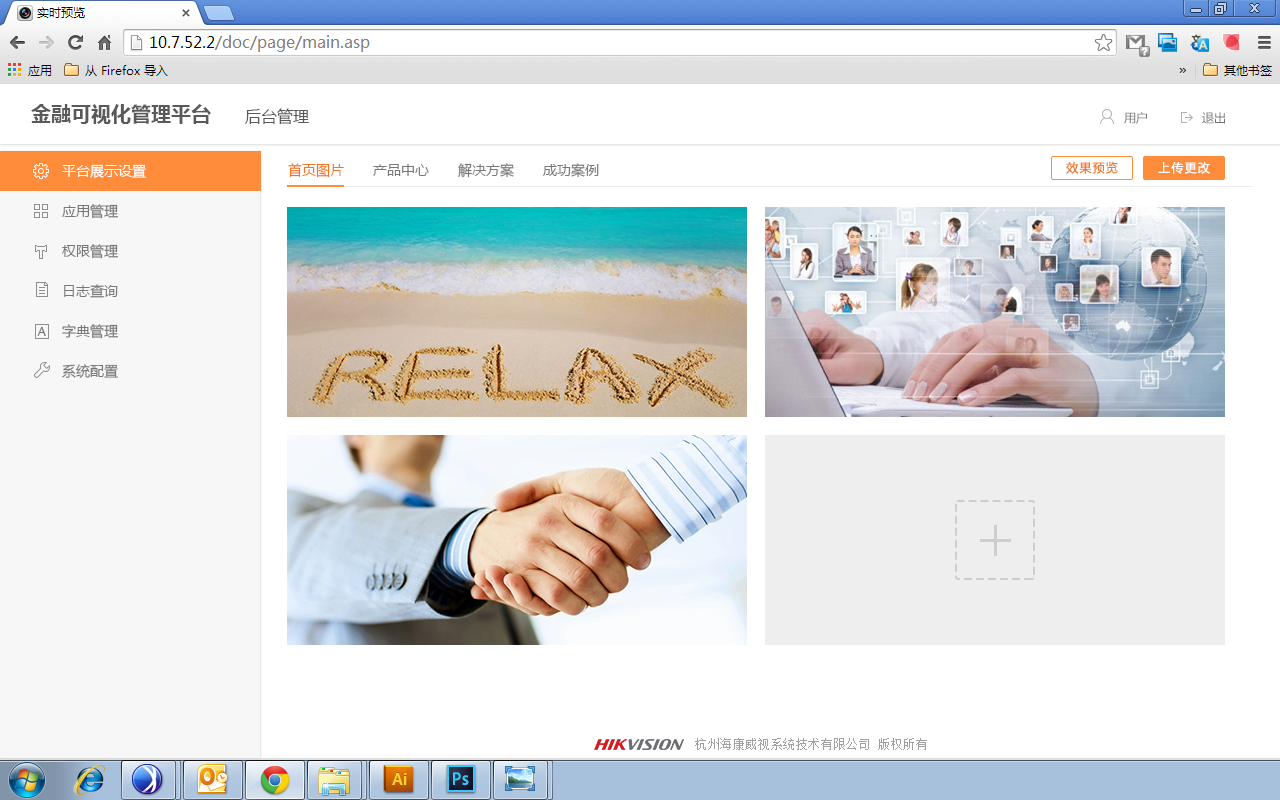 实时预览
10.7.52.2/doc/page/main.asp
应用 从 Firefox 导入 » 其他书签
金融可视化管理平台 后台管理 用户 退出
平台展示设置
应用管理
权限管理
日志查询
字典管理
系统配置
首页图片 产品中心 解决方案 成功案例 效果预览 上传更改
RELAX
HIKVISION 杭州海康威视系统技术有限公司 版权所有
Ai Ps